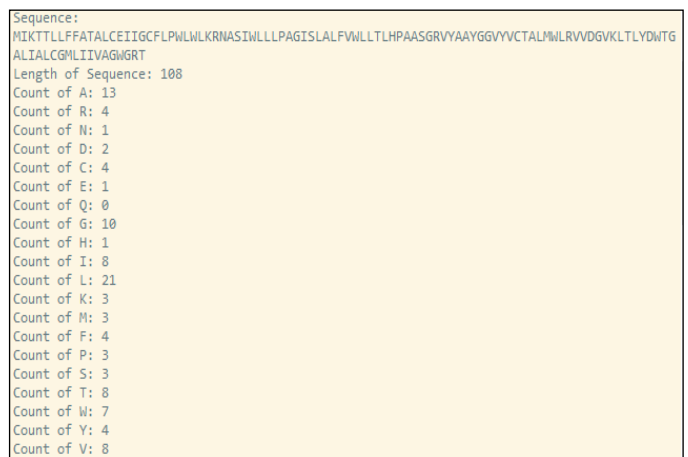 Sequence:
MIKTTLLFFATALCEIIGCFLPWLWLKRNASIWLLLPAGISLALFVWLLTLHPAASGRVYAAYGGVYVCTALMWLRVVDGVKLTLYDWTG
ALIALCGMLIIVAGWGRT
Length of Sequence: 108
Count of A: 13
Count of R: 4
Count of N: 1
Count of D: 2
Count of C: 4
Count of E: 1
Count of Q: 0
Count of G: 10
Count of H: 1
Count of I: 8
Count of L: 21
Count of K: 3
Count of M: 3
Count of F: 4
Count of P: 3
Count of S: 3
Count of T: 8
Count of W: 7
Count of Y: 4
Count of V: 8